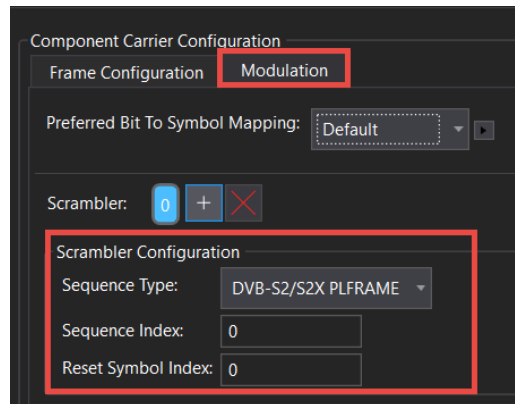 Component Carrier Configuration
Frame Configuration Modulation
Preferred Bit To Symbol Mapping: Default
Scrambler: 0 +
Scrambler Configuration
Sequence Type: DVB-S2/S2X PLFRAME
Sequence Index: 0
Reset Symbol Index: 0